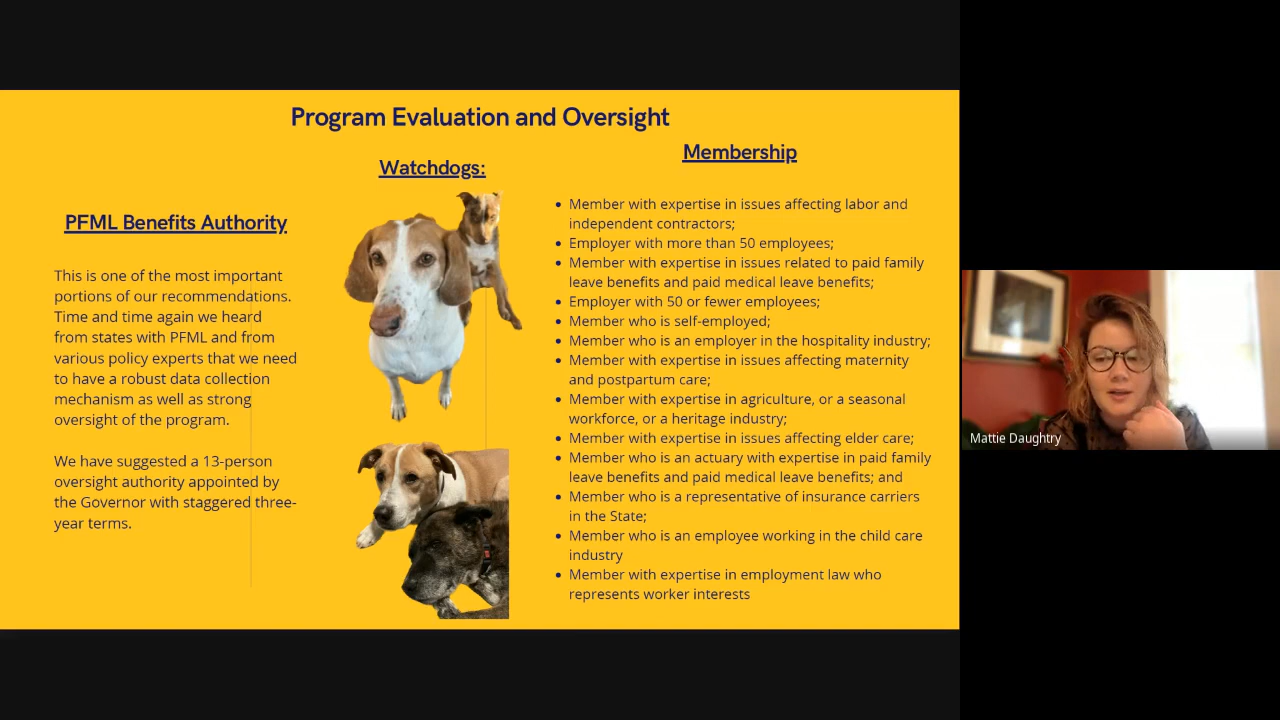 Program Evaluation and Oversight
PFML Benefits Authority
This is one of the most important
portions of our recommendations.
Time and time again we heard
from states with PFML and from
various policy experts that we need
to have a robust data collection
mechanism as well as strong
oversight of the program.
We have suggested a 13-person
oversight authority appointed by
the Governor with staggered three-
year terms.
Watchdogs:
Membership
• Member with expertise in issues affecting labor and
independent contractors;
• Employer with more than 50 employees;
• Member with expertise in issues related to paid family
leave benefits and paid medical leave benefits;
• Employer with 50 or fewer employees;
• Member who is self-employed;
• Member who is an employer in the hospitality industry;
• Member with expertise in issues affecting maternity
and postpartum care;
• Member with expertise in agriculture, or a seasonal
workforce, or a heritage industry;
• Member with expertise in issues affecting elder care;
• Member who is an actuary with expertise in paid family
leave benefits and paid medical leave benefits; and
• Member who is a representative of insurance carriers
in the State;
• Member who is an employee working in the child care
industry
• Member with expertise in employment law who
represents worker interests
Mattie Daughtry